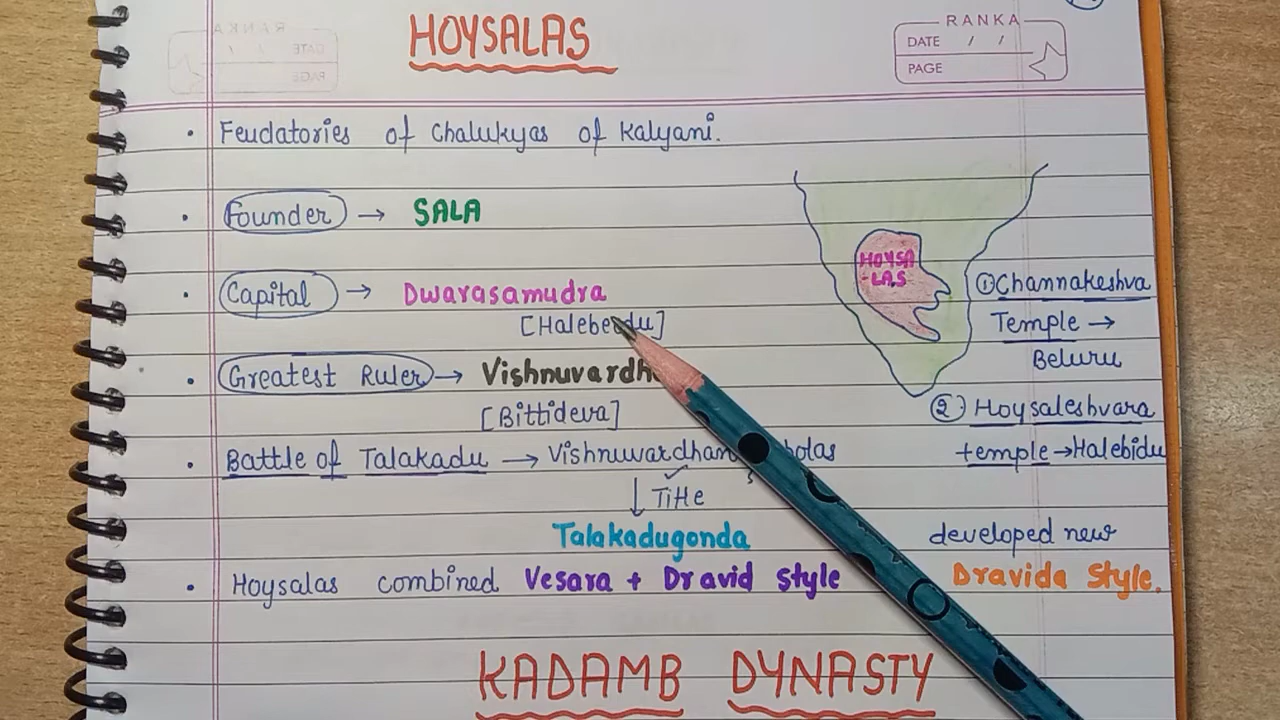 RANKA
DATE / /
PAGE
HOYSALAS
• Feudatories of Chalukyas of Kalyani.
• Founder → SALA
• Capital → Dwarasamudra
[Halebedu]
• Greatest Ruler → Vishnuvardh
[Bittideva]
• Battle of Talakadu → Vishnuvardhan
↓ Title
Talakadugonda
• Hoysalas combined Vesara + Dravid style
HOYSA
-LAS
① Channakeshva
Temple →
Beluru
② Hoysaleshvara
temple → Halebidu
developed new
Dravida Style.
KADAMB DYNASTY